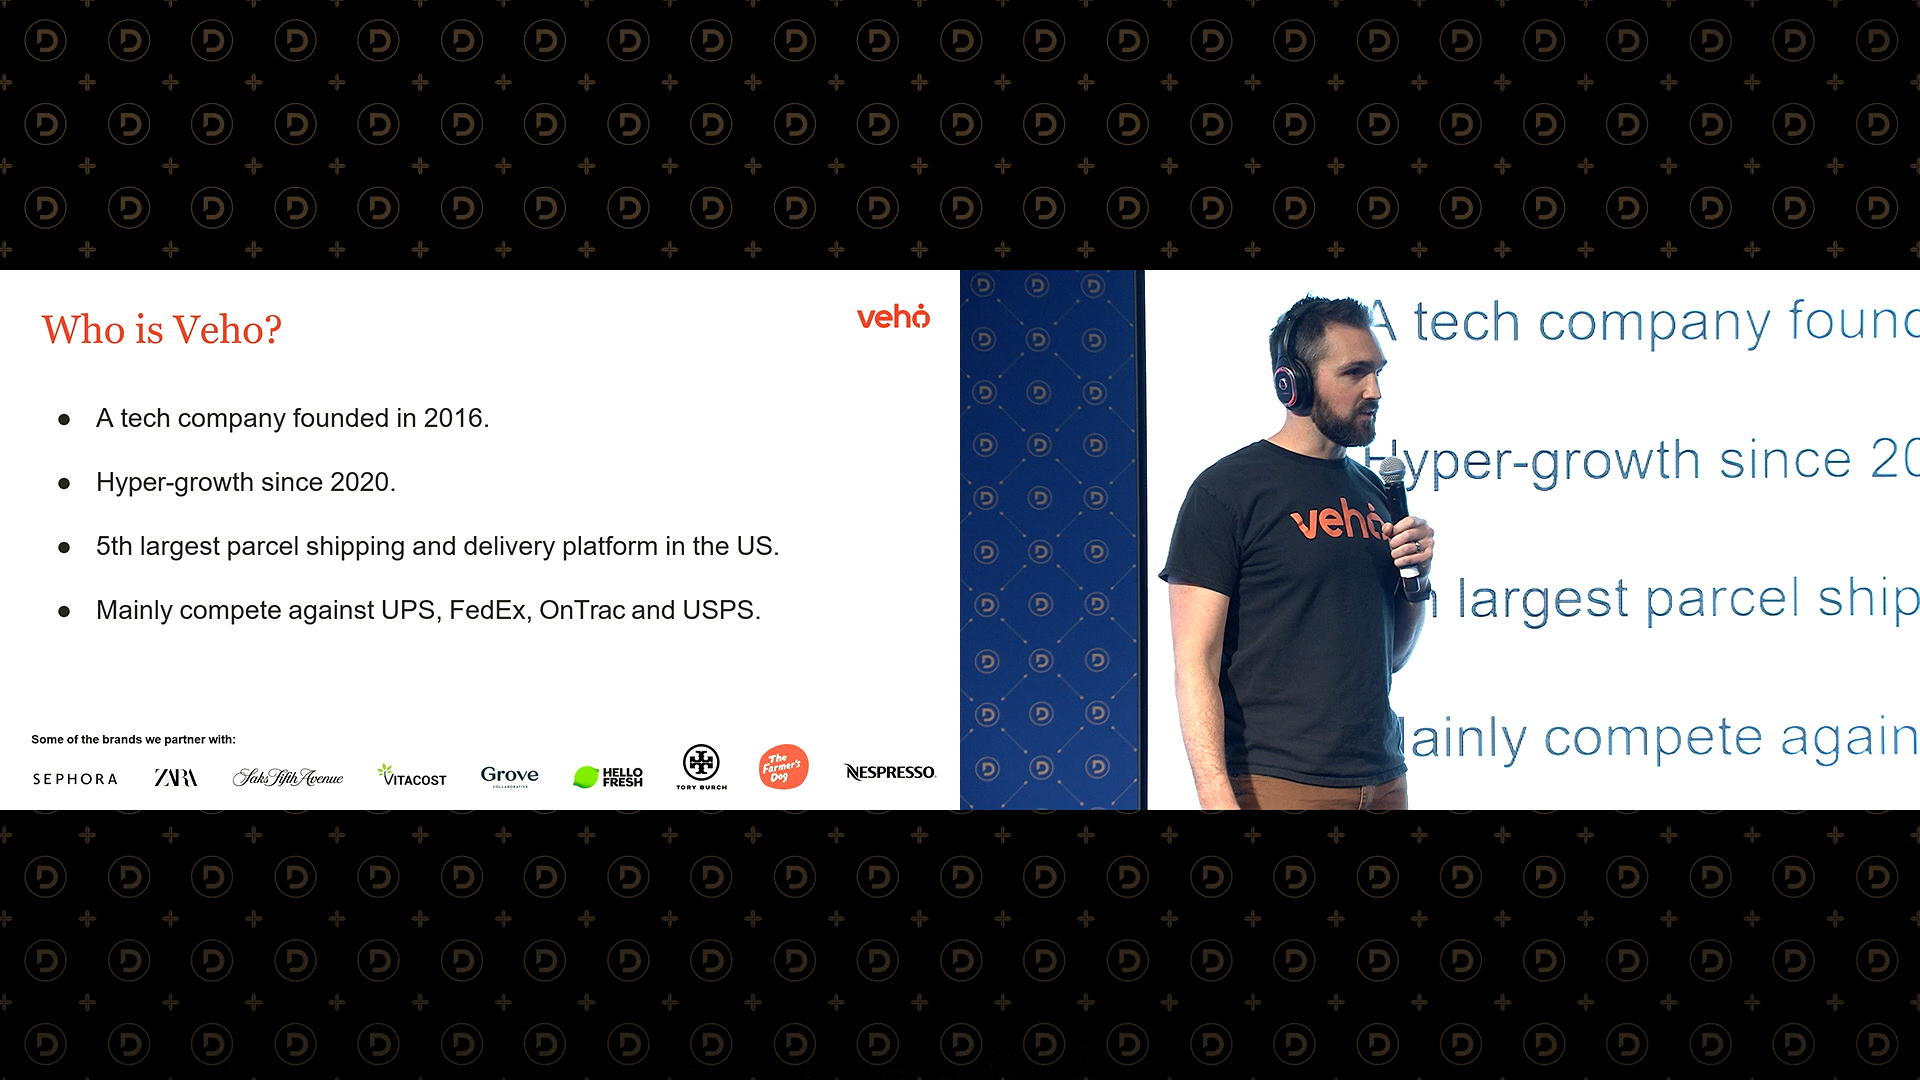 Who is Veho?
veho
A tech company founded in 2016.
Hyper-growth since 2020.
5th largest parcel shipping and delivery platform in the US.
Mainly compete against UPS, FedEx, OnTrac and USPS.
Some of the brands we partner with:
SEPHORA
ZARA
Saks Fifth Avenue
VITACOST
Grove
COLLABORATIVE
HELLO
FRESH
TORY BURCH
The
Farmer's
Dog
NESPRESSO
A tech company found
Hyper-growth since 20
veho
h largest parcel ship
Mainly compete again